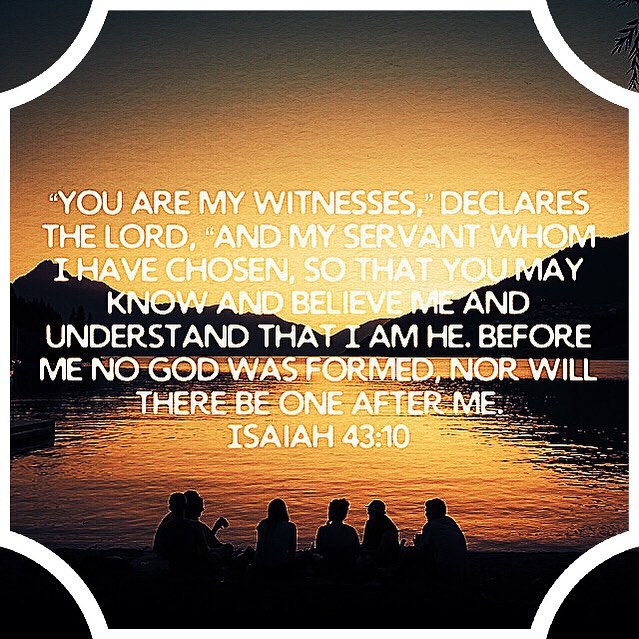 “YOU ARE MY WITNESSES,” DECLARES
THE LORD, “AND MY SERVANT WHOM
I HAVE CHOSEN, SO THAT YOU MAY
KNOW AND BELIEVE ME AND
UNDERSTAND THAT I AM HE. BEFORE
ME NO GOD WAS FORMED, NOR WILL
THERE BE ONE AFTER ME.
ISAIAH 43:10